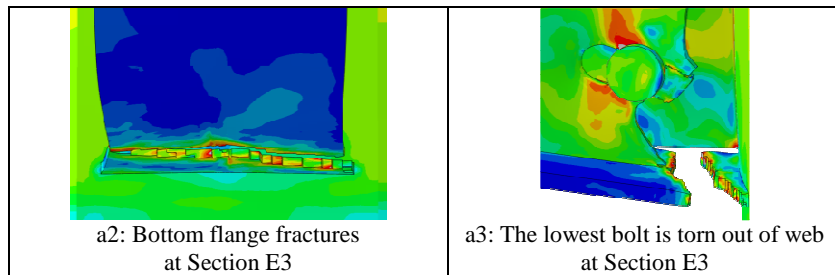 a2: Bottom flange fractures
at Section E3
a3: The lowest bolt is torn out of web
at Section E3